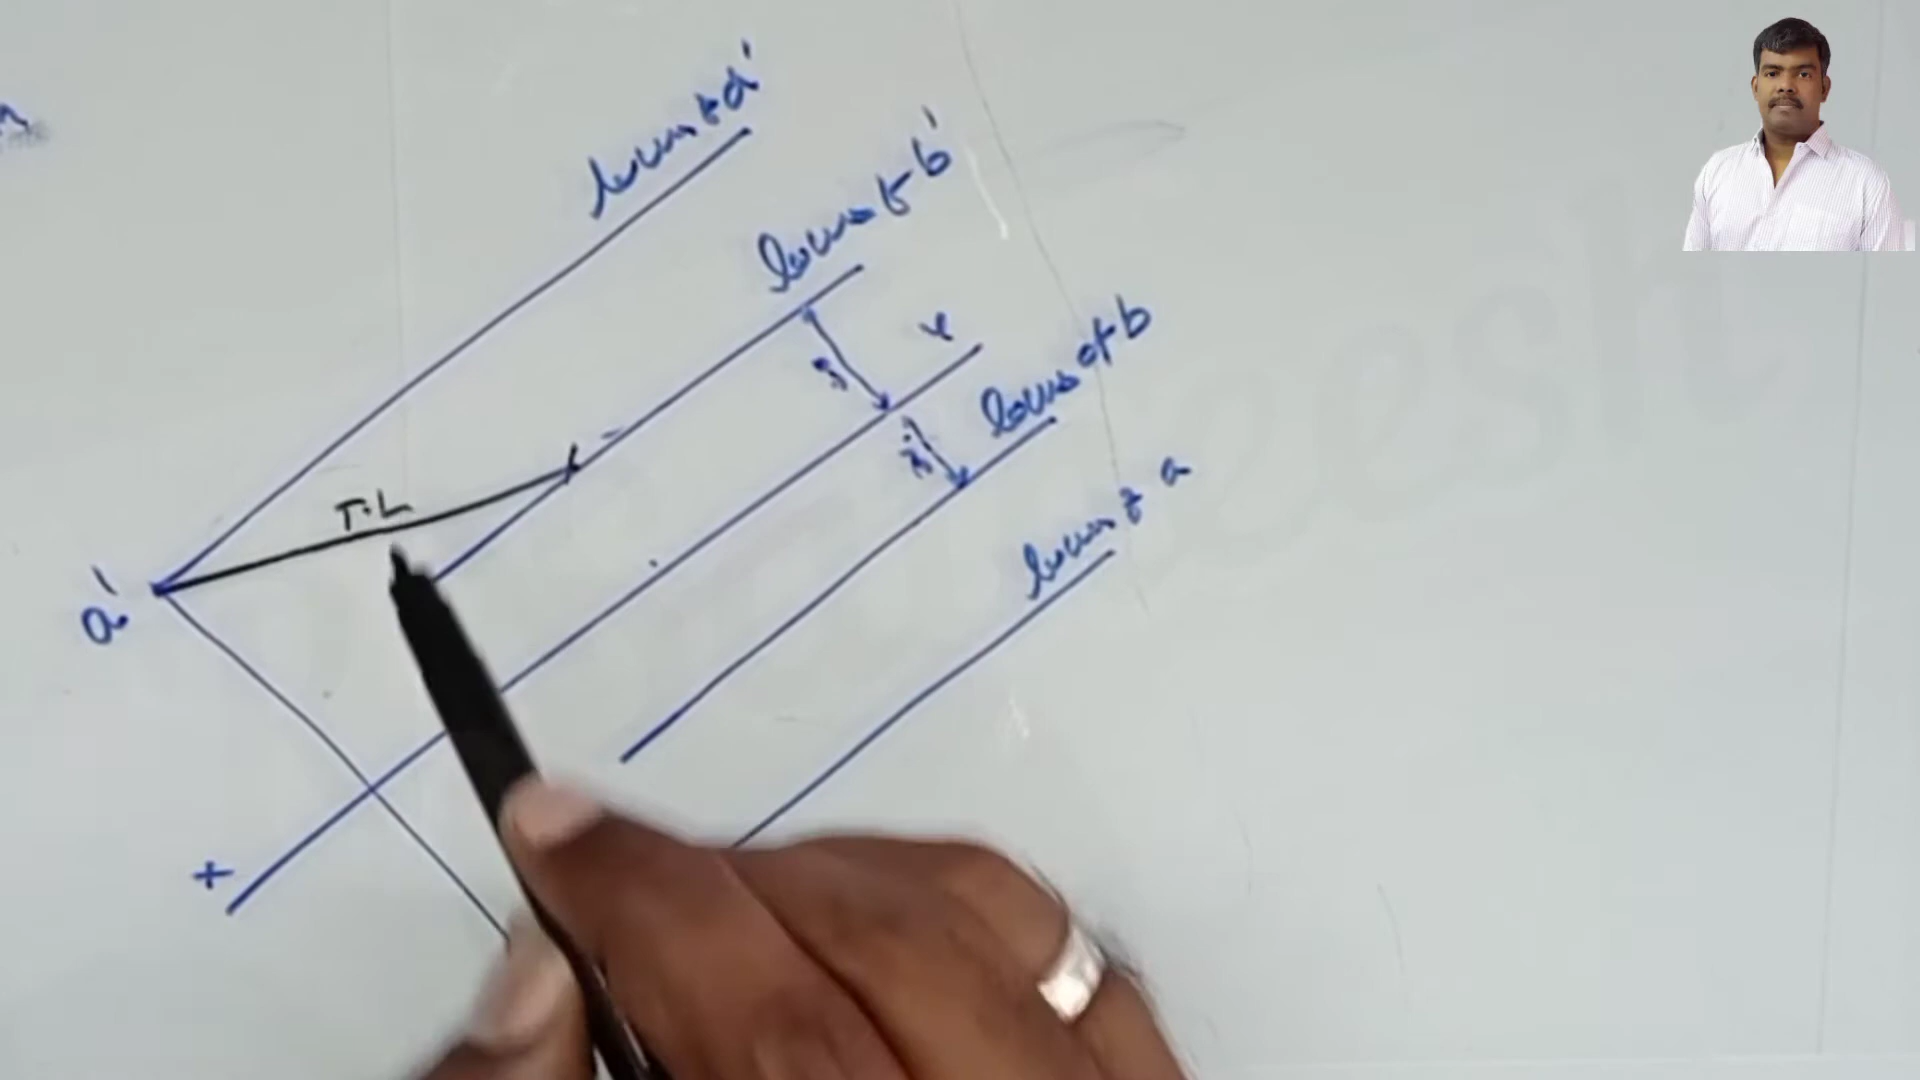 locus of a'
locus of b'
y
locus of b
locus of a
T.L
a'
x